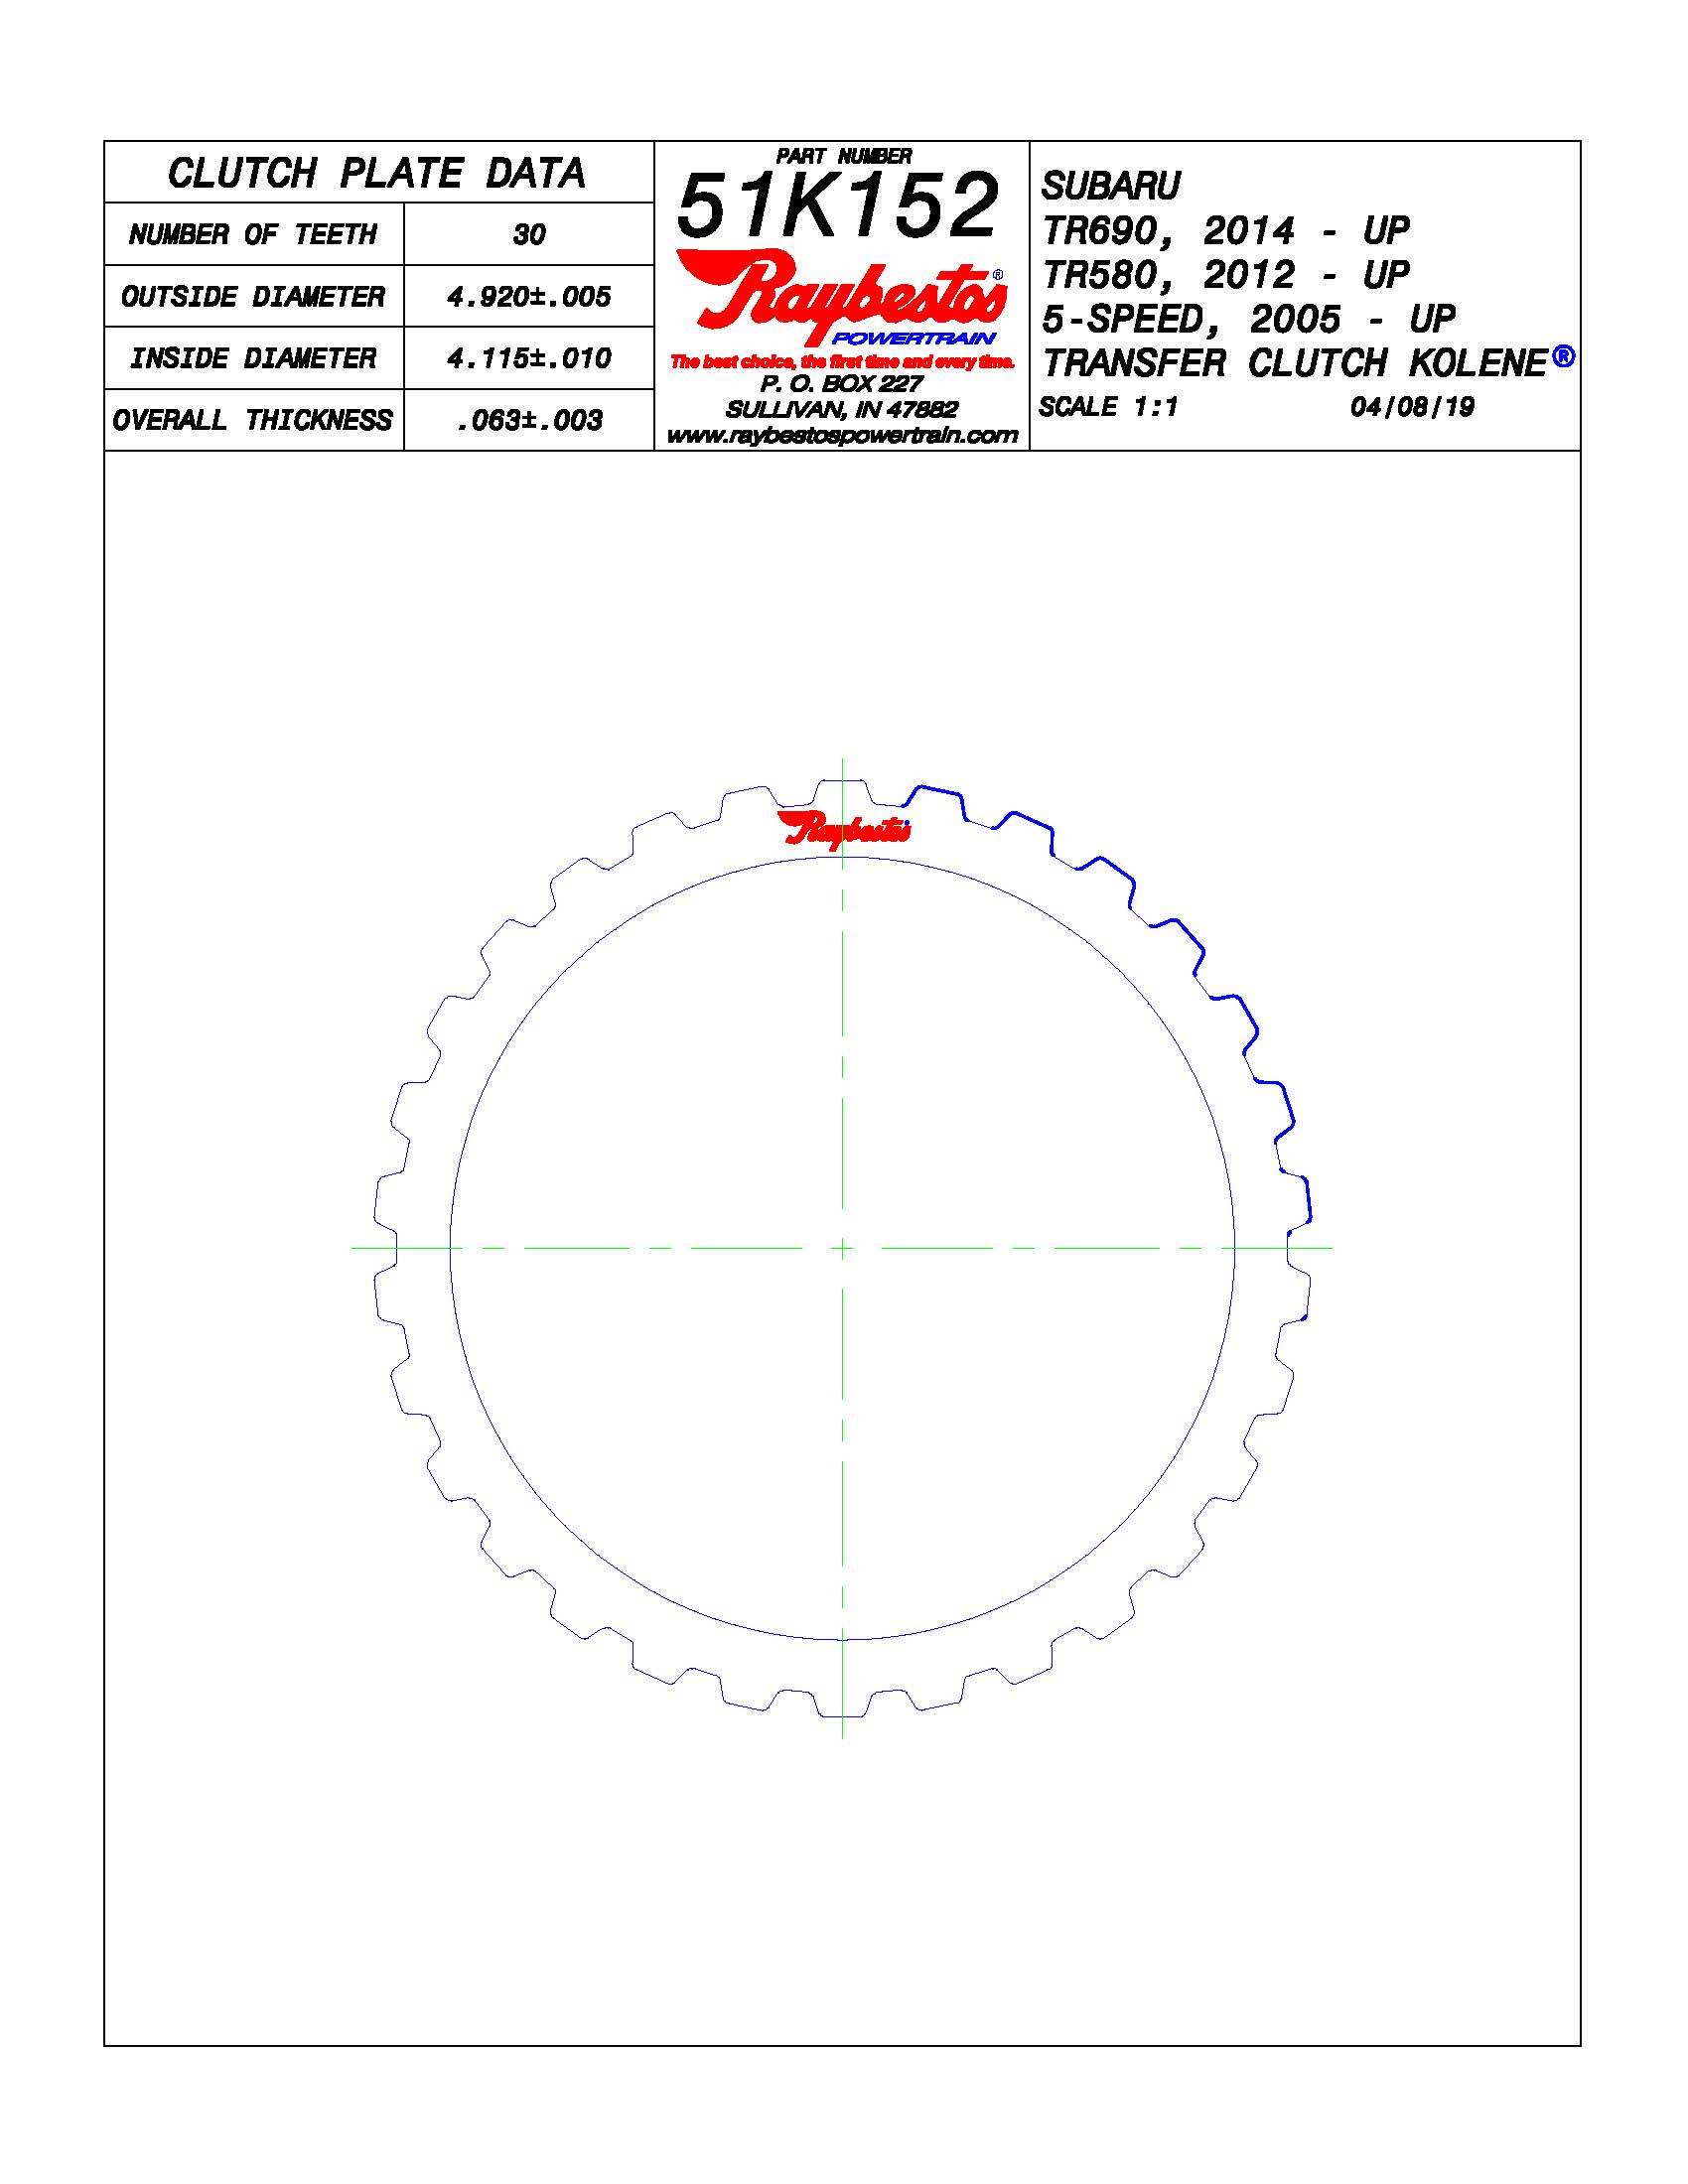 CLUTCH PLATE DATA
NUMBER OF TEETH 30
OUTSIDE DIAMETER 4.920±.005
INSIDE DIAMETER 4.115±.010
OVERALL THICKNESS .063±.003
PART NUMBER
51K152
Raybestos®
POWERTRAIN
The best choice, the first time and every time.
P. O. BOX 227
SULLIVAN, IN 47882
www.raybestospowertrain.com
SUBARU
TR690, 2014 - UP
TR580, 2012 - UP
5-SPEED, 2005 - UP
TRANSFER CLUTCH KOLENE®
SCALE 1:1 04/08/19
Raybestos